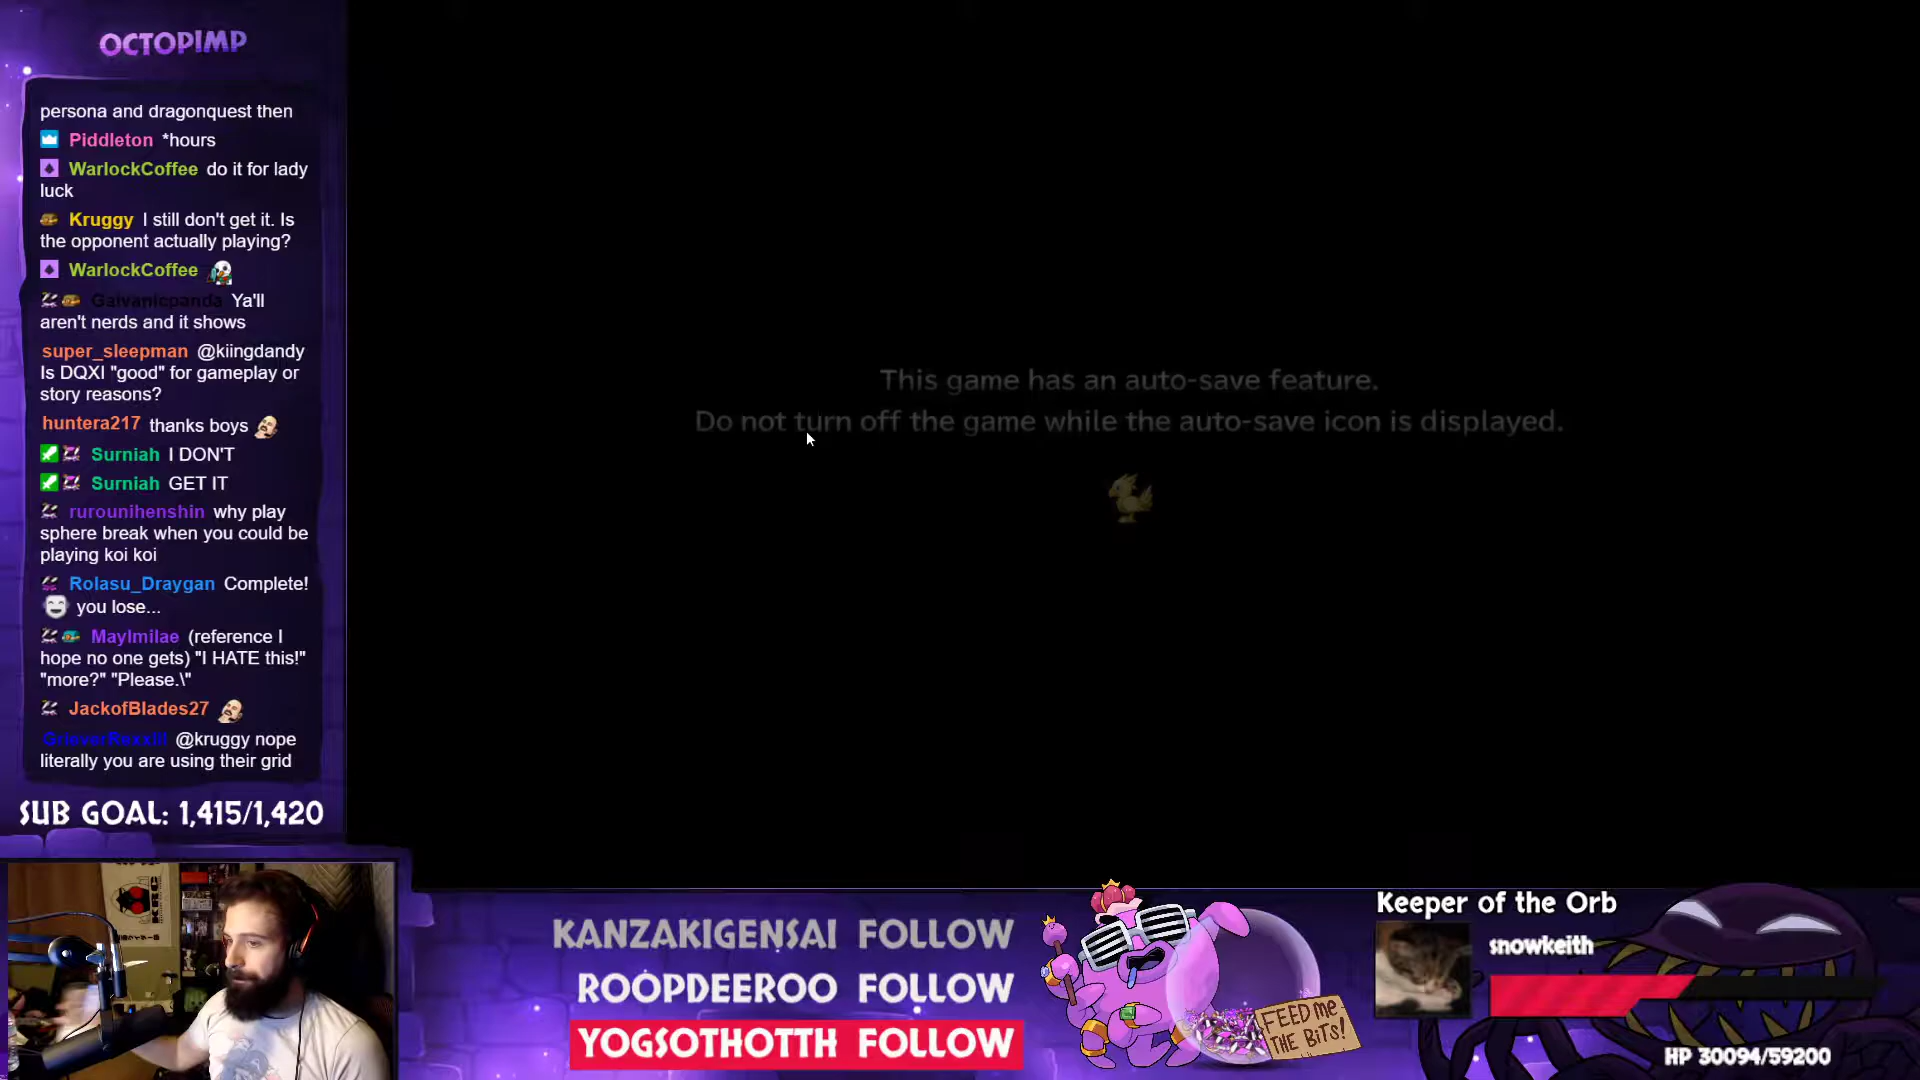 OCTOPIMP
persona and dragonquest then
Piddleton *hours
WarlockCoffee do it for lady
luck
Kruggy I still don't get it. Is
the opponent actually playing?
WarlockCoffee
Galvanicpanda Ya'll
aren't nerds and it shows
super_sleepman @kiingdandy
Is DQXI "good" for gameplay or
story reasons?
huntera217 thanks boys
Surniah I DON'T
Surniah GET IT
rurounihenshin why play
sphere break when you could be
playing koi koi
Rolasu_Draygan Complete!
you lose...
MayImilae (reference I
hope no one gets) "I HATE this!"
"more?" "Please.\"
JackofBlades27
GrieverRexxIII @kruggy nope
literally you are using their grid
SUB GOAL: 1,415/1,420
This game has an auto-save feature.
Do not turn off the game while the auto-save icon is displayed.
KANZAKIGENSAI FOLLOW
ROOPDEEROO FOLLOW
YOGSOTHOTTH FOLLOW
FEED ME
THE BITS!
Keeper of the Orb
snowkeith
HP 30094/59200